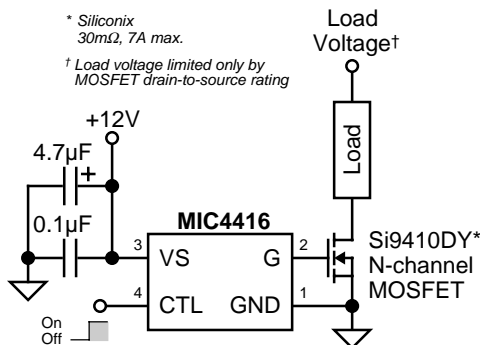 * Siliconix
30mΩ, 7A max.
† Load voltage limited only by
MOSFET drain-to-source rating
Load
Voltage†
+12V
4.7µF
+
0.1µF
Load
MIC4416
3
VS
G
2
4
CTL
GND
1
Si9410DY*
N-channel
MOSFET
On
Off